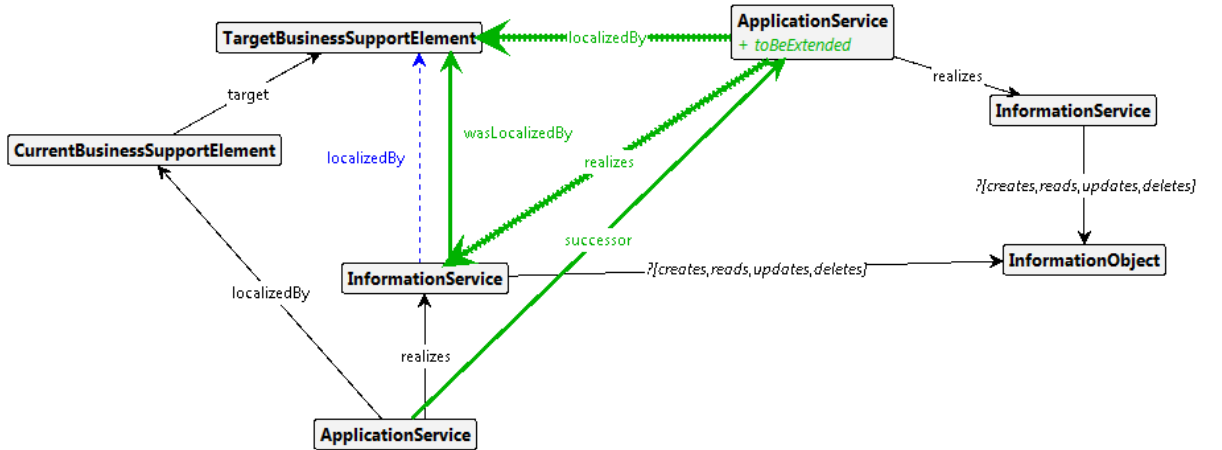 ApplicationService
+ toBeExtended
TargetBusinessSupportElement
localizedBy
realizes
target
InformationService
CurrentBusinessSupportElement
wasLocalizedBy
localizedBy
realizes
?[creates,reads,updates,deletes]
successor
InformationObject
?[creates,reads,updates,deletes]
InformationService
localizedBy
realizes
ApplicationService